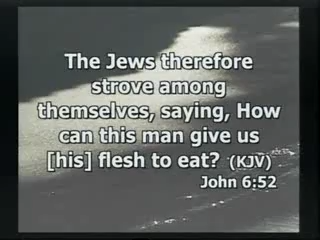 The Jews therefore
strove among
themselves, saying, How
can this man give us
[his] flesh to eat? (KJV)
John 6:52